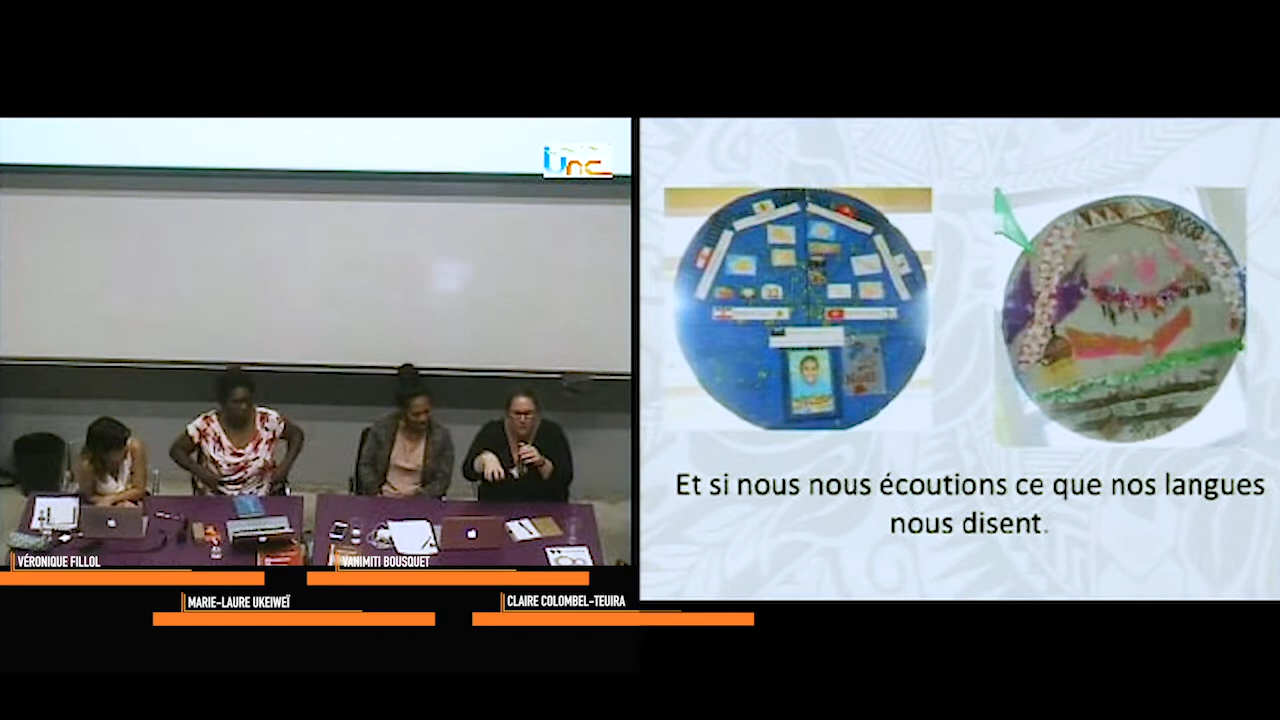 unc
Et si nous nous écoutions ce que nos langues
nous disent.
VÉRONIQUE FILLOL
VANIMITI BOUSQUET
MARIE-LAURE UKEIWEÏ
CLAIRE COLOMBEL-TEUIRA